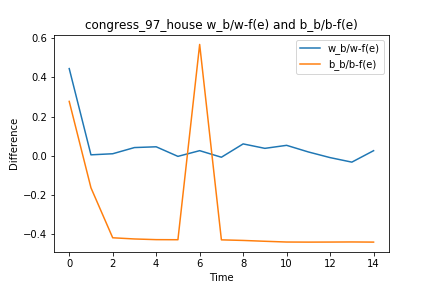 congress_97_house w_b/w-f(e) and b_b/b-f(e)
w_b/w-f(e)
b_b/b-f(e)
0.6
0.4
0.2
0.0
−0.2
−0.4
Difference
0 2 4 6 8 10 12 14
Time